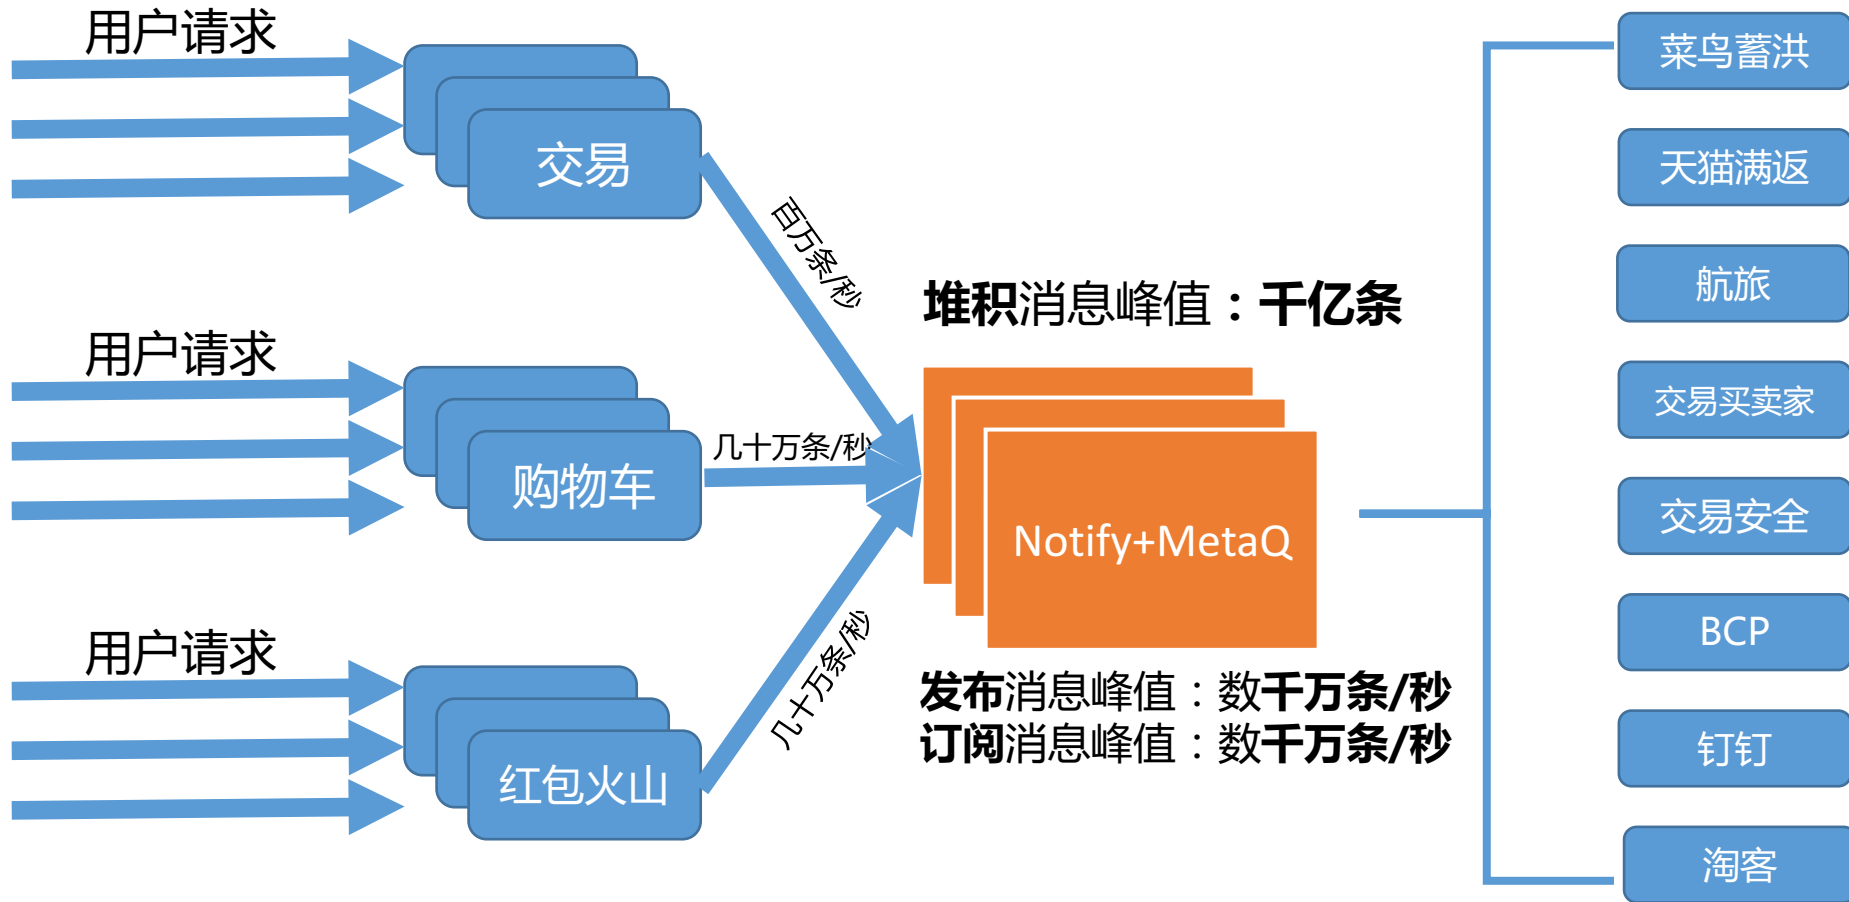 用户请求
交易
百万条/秒
用户请求
购物车
几十万条/秒
用户请求
红包火山
几十万条/秒
堆积消息峰值：千亿条
Notify+MetaQ
发布消息峰值：数千万条/秒
订阅消息峰值：数千万条/秒
菜鸟蓄洪
天猫满返
航旅
交易买卖家
交易安全
BCP
钉钉
淘客